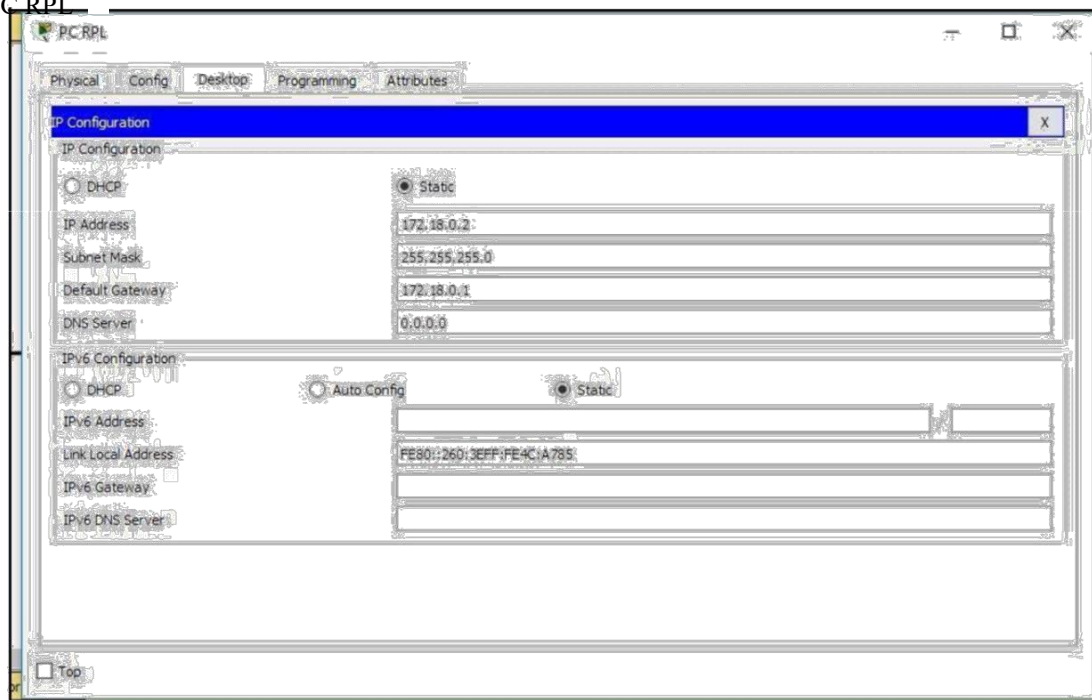 C RPL
PC RPL
Physical Config Desktop Programming Attributes
IP Configuration X
IP Configuration
DHCP Static
IP Address 172.18.0.2
Subnet Mask 255.255.255.0
Default Gateway 172.18.0.1
DNS Server 0.0.0.0
IPv6 Configuration
DHCP Auto Config Static
IPv6 Address /
Link Local Address FE80::260:3EFF:FE4C:A785
IPv6 Gateway
IPv6 DNS Server
Top
or